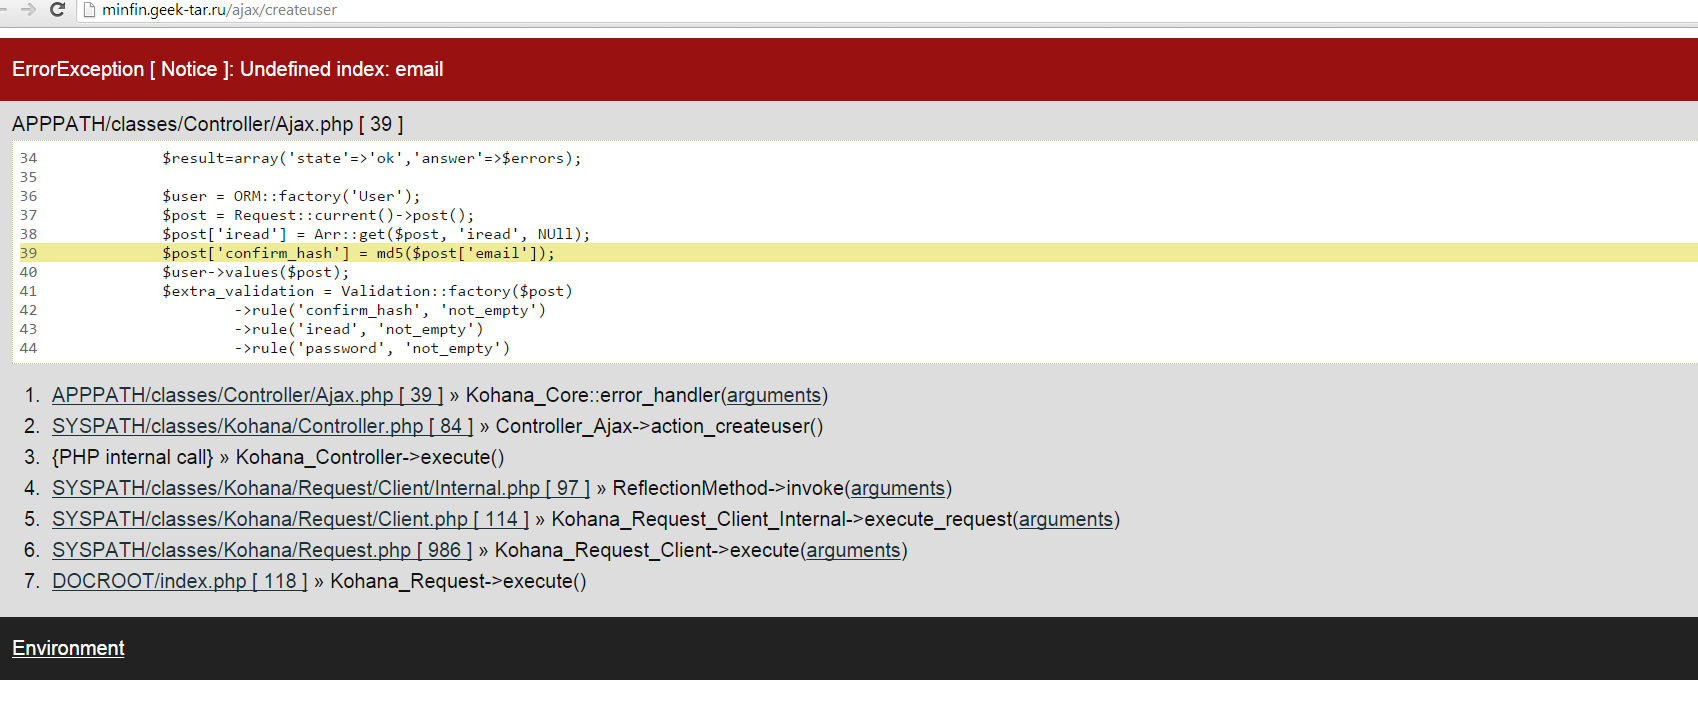 minfin.geek-tar.ru/ajax/createuser
ErrorException [ Notice ]: Undefined index: email
APPPATH/classes/Controller/Ajax.php [ 39 ]
34 $result=array('state'=>'ok','answer'=>$errors);
35
36 $user = ORM::factory('User');
37 $post = Request::current()->post();
38 $post['iread'] = Arr::get($post, 'iread', NUll);
39 $post['confirm_hash'] = md5($post['email']);
40 $user->values($post);
41 $extra_validation = Validation::factory($post)
42 ->rule('confirm_hash', 'not_empty')
43 ->rule('iread', 'not_empty')
44 ->rule('password', 'not_empty')
1. APPPATH/classes/Controller/Ajax.php [ 39 ] » Kohana_Core::error_handler(arguments)
2. SYSPATH/classes/Kohana/Controller.php [ 84 ] » Controller_Ajax->action_createuser()
3. {PHP internal call} » Kohana_Controller->execute()
4. SYSPATH/classes/Kohana/Request/Client/Internal.php [ 97 ] » ReflectionMethod->invoke(arguments)
5. SYSPATH/classes/Kohana/Request/Client.php [ 114 ] » Kohana_Request_Client_Internal->execute_request(arguments)
6. SYSPATH/classes/Kohana/Request.php [ 986 ] » Kohana_Request_Client->execute(arguments)
7. DOCROOT/index.php [ 118 ] » Kohana_Request->execute()
Environment